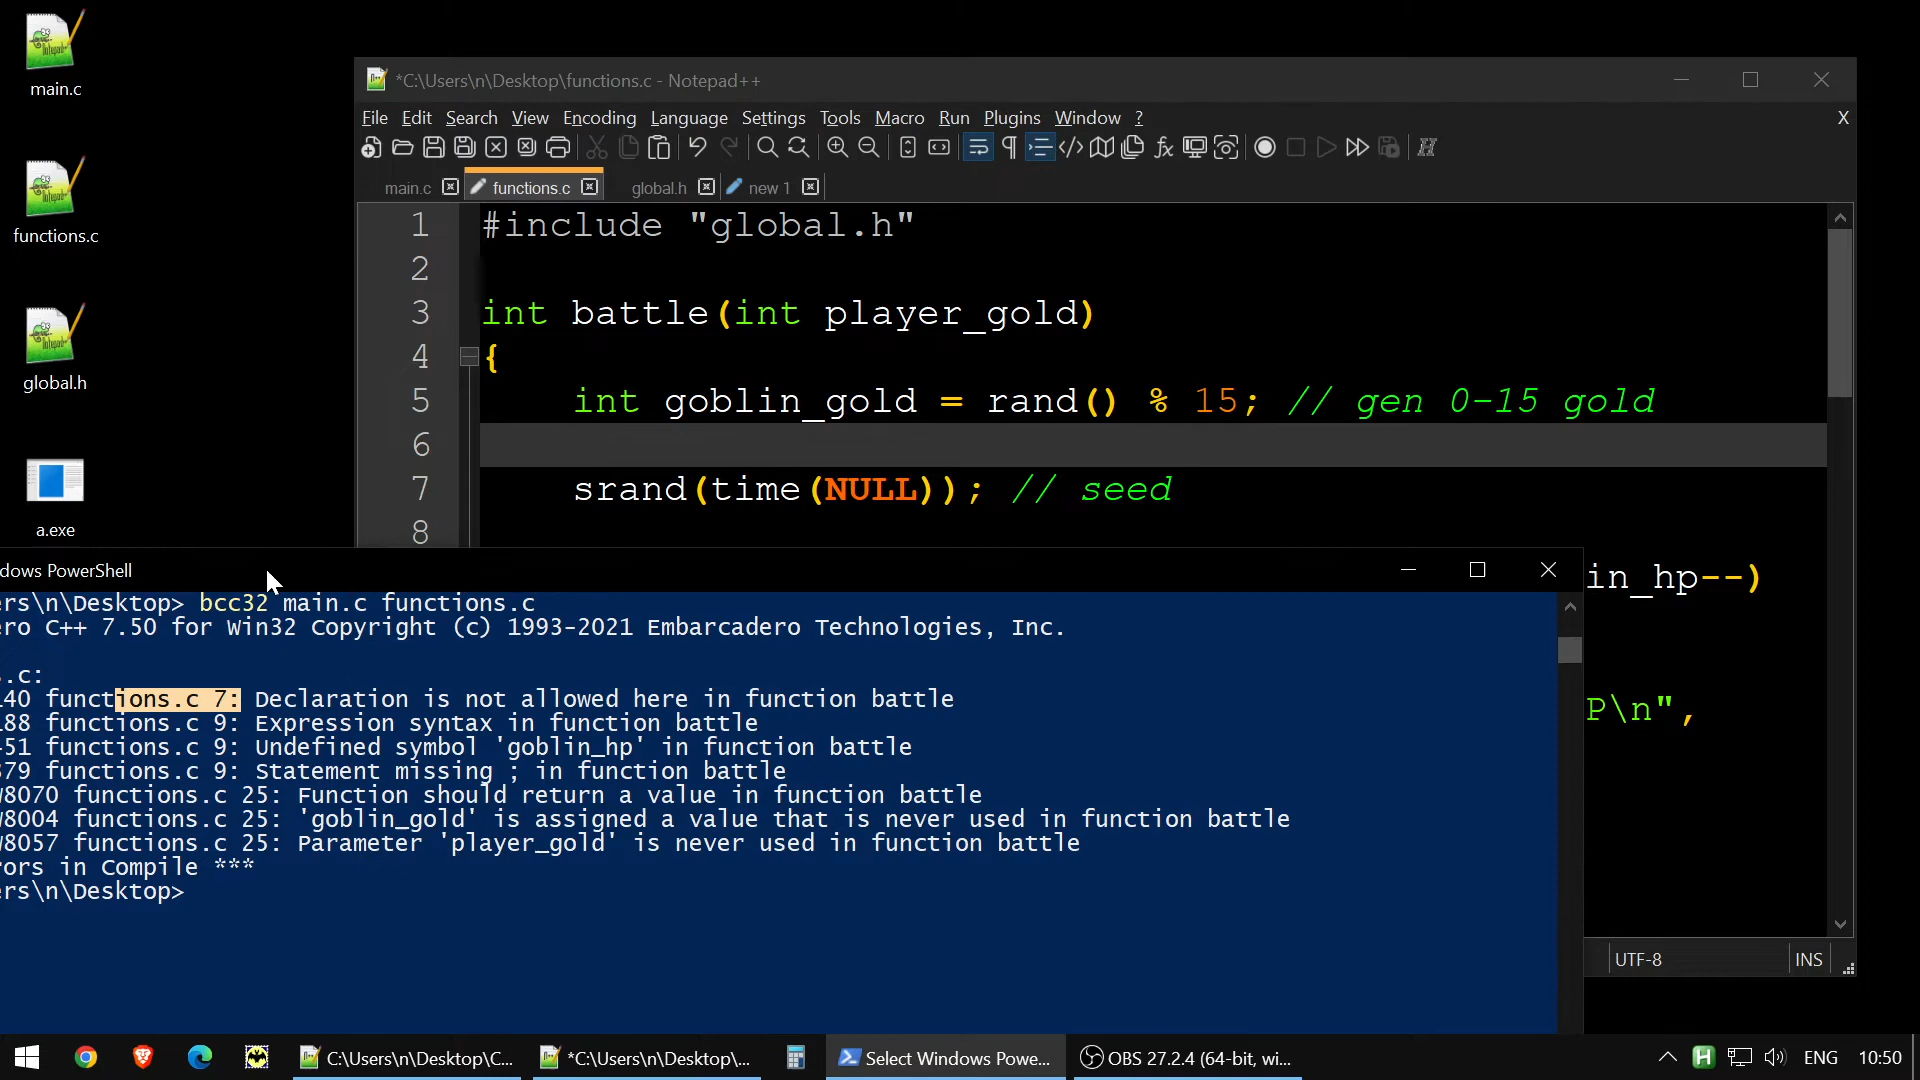 main.c
functions.c
global.h
a.exe
*C:\Users\n\Desktop\functions.c - Notepad++
File Edit Search View Encoding Language Settings Tools Macro Run Plugins Window ?
X
main.c functions.c global.h new 1
1 #include "global.h"
2
3 int battle(int player_gold)
4 {
5 int goblin_gold = rand() % 15; // gen 0-15 gold
6
7 srand(time(NULL)); // seed
8
in_hp--)
P\n",
dows PowerShell
ers\n\Desktop> bcc32 main.c functions.c
ero C++ 7.50 for Win32 Copyright (c) 1993-2021 Embarcadero Technologies, Inc.
.c:
40 functions.c 7: Declaration is not allowed here in function battle
88 functions.c 9: Expression syntax in function battle
51 functions.c 9: Undefined symbol 'goblin_hp' in function battle
79 functions.c 9: Statement missing ; in function battle
W8070 functions.c 25: Function should return a value in function battle
W8004 functions.c 25: 'goblin_gold' is assigned a value that is never used in function battle
W8057 functions.c 25: Parameter 'player_gold' is never used in function battle
rors in Compile ***
ers\n\Desktop>
UTF-8 INS
C:\Users\n\Desktop\C... *C:\Users\n\Desktop\... Select Windows Powe... OBS 27.2.4 (64-bit, wi... ENG 10:50